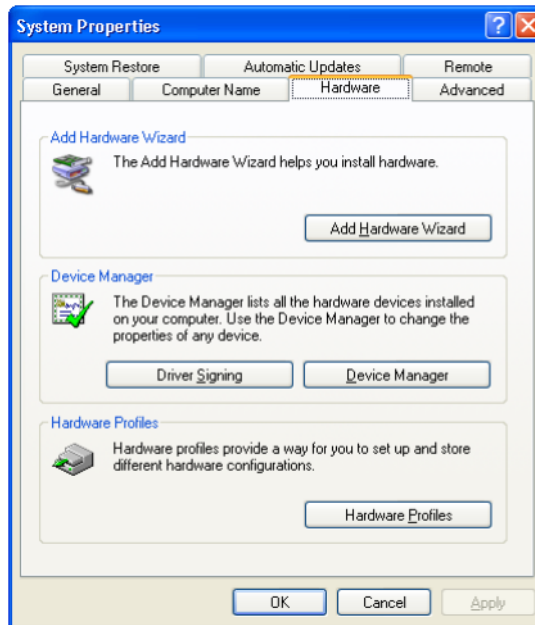 System Properties
System Restore Automatic Updates Remote
General Computer Name Hardware Advanced
Add Hardware Wizard
The Add Hardware Wizard helps you install hardware.
Add Hardware Wizard
Device Manager
The Device Manager lists all the hardware devices installed
on your computer. Use the Device Manager to change the
properties of any device.
Driver Signing Device Manager
Hardware Profiles
Hardware profiles provide a way for you to set up and store
different hardware configurations.
Hardware Profiles
OK Cancel Apply